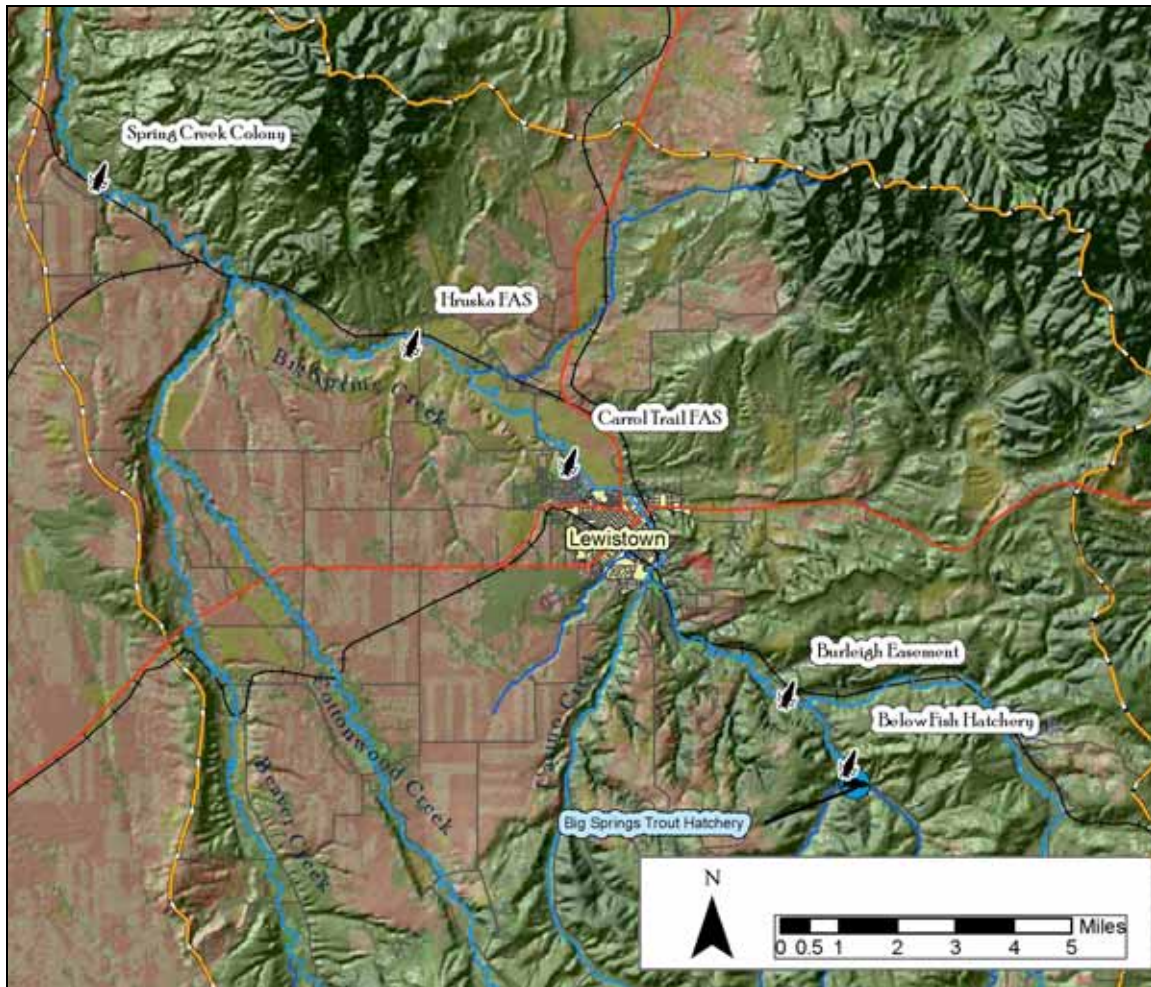 Spring Creek Colony
Hruska FAS
Big Spring Creek
Carrol Trail FAS
Lewistown
Burleigh Easement
Below Fish Hatchery
Cottonwood Creek
Beaver Creek
Big Springs Trout Hatchery
N
Miles
0 0.5 1 2 3 4 5